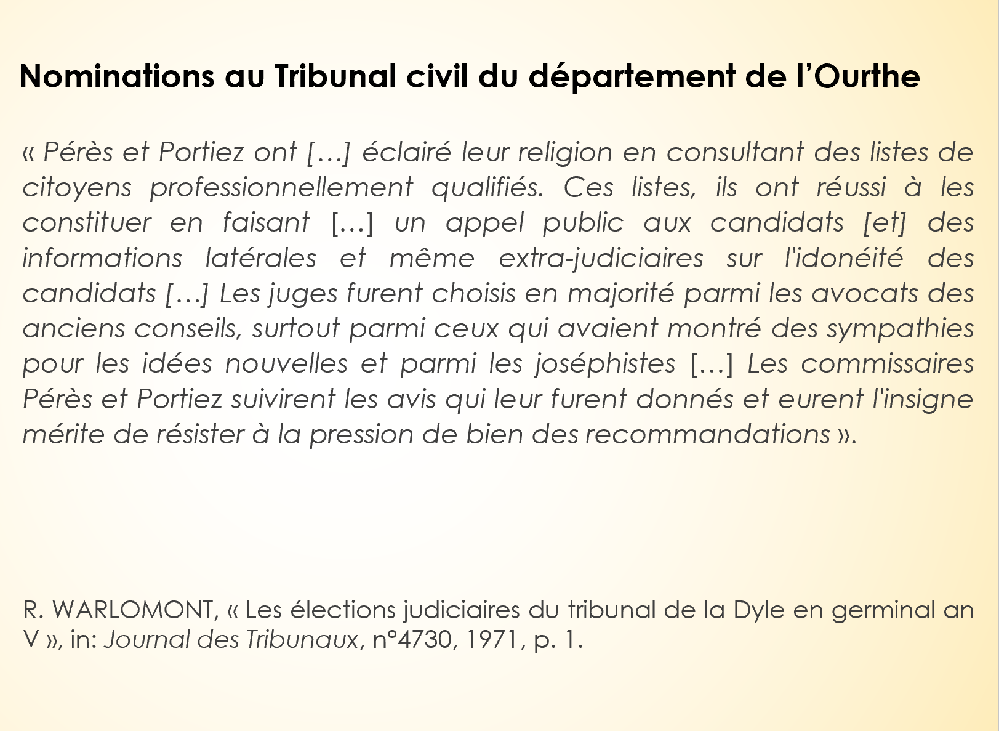 Nominations au Tribunal civil du département de l’Ourthe
« Pérès et Portiez ont […] éclairé leur religion en consultant des listes de
citoyens professionnellement qualifiés. Ces listes, ils ont réussi à les
constituer en faisant […] un appel public aux candidats [et] des
informations latérales et même extra-judiciaires sur l'idonéité des
candidats […] Les juges furent choisis en majorité parmi les avocats des
anciens conseils, surtout parmi ceux qui avaient montré des sympathies
pour les idées nouvelles et parmi les joséphistes […] Les commissaires
Pérès et Portiez suivirent les avis qui leur furent donnés et eurent l'insigne
mérite de résister à la pression de bien des recommandations ».
R. WARLOMONT, « Les élections judiciaires du tribunal de la Dyle en germinal an
V », in: Journal des Tribunaux, n°4730, 1971, p. 1.